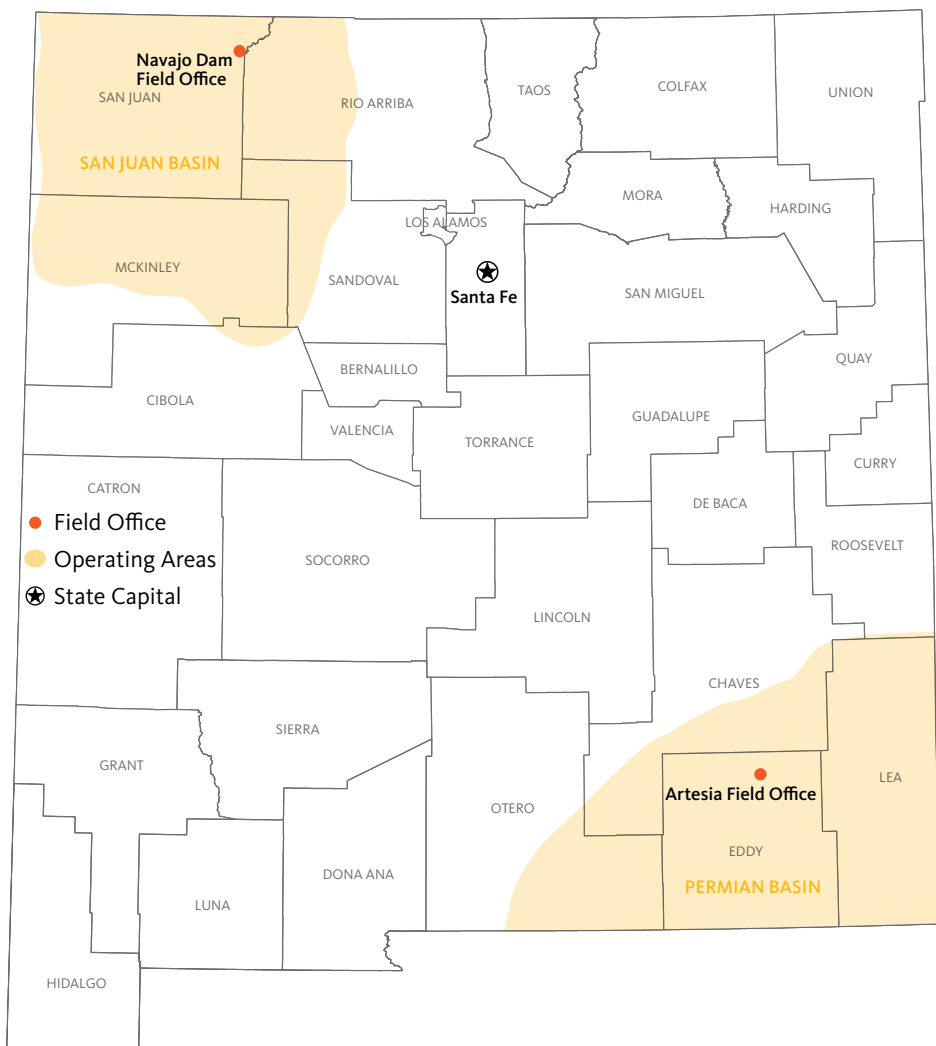 Navajo Dam
Field Office
SAN JUAN
SAN JUAN BASIN
RIO ARRIBA
TAOS
COLFAX
UNION
MORA
HARDING
LOS ALAMOS
MCKINLEY
SANDOVAL
Santa Fe
SAN MIGUEL
QUAY
BERNALILLO
CIBOLA
VALENCIA
TORRANCE
GUADALUPE
CURRY
CATRON
DE BACA
Field Office
Operating Areas
State Capital
SOCORRO
ROOSEVELT
LINCOLN
CHAVES
SIERRA
GRANT
OTERO
Artesia Field Office
LEA
EDDY
PERMIAN BASIN
DONA ANA
LUNA
HIDALGO